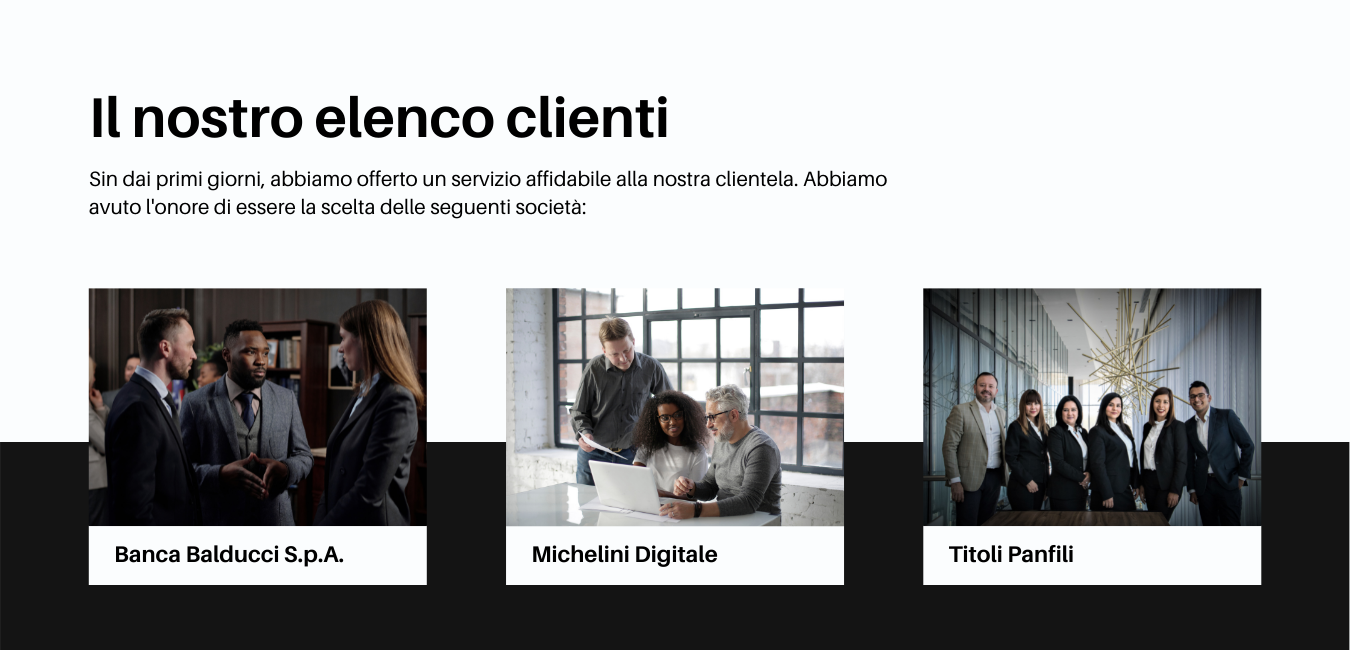 Il nostro elenco clienti
Sin dai primi giorni, abbiamo offerto un servizio affidabile alla nostra clientela. Abbiamo
avuto l'onore di essere la scelta delle seguenti società:
Banca Balducci S.p.A.
Michelini Digitale
Titoli Panfili